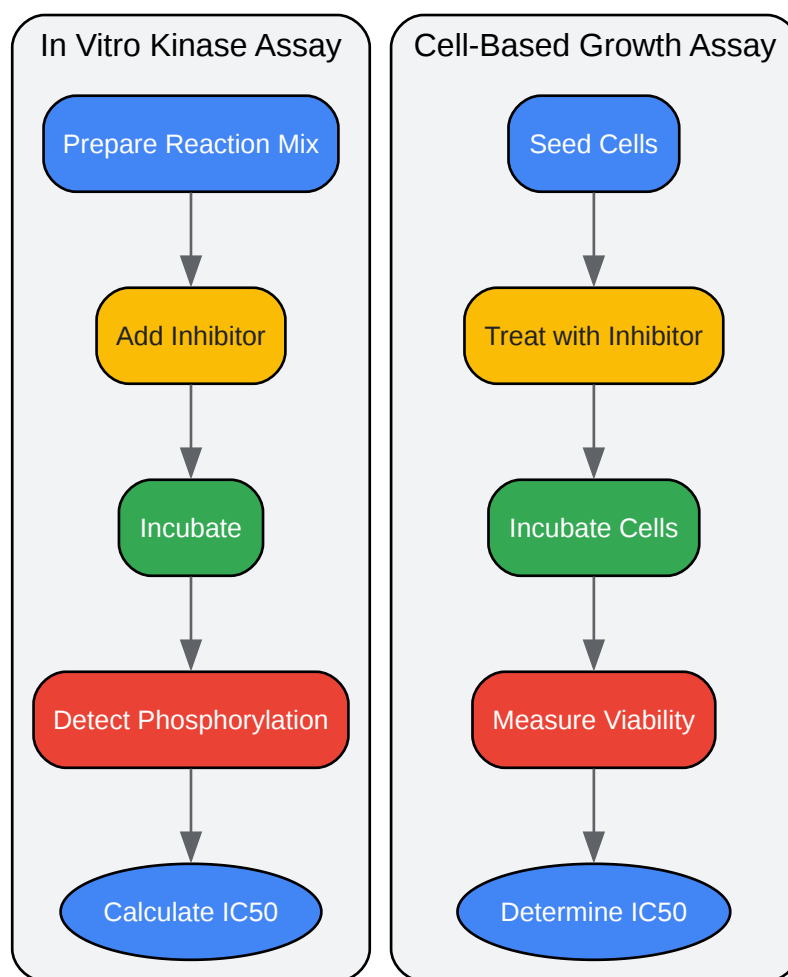 In Vitro Kinase Assay
Prepare Reaction Mix
Add Inhibitor
Incubate
Detect Phosphorylation
Calculate IC50
Cell-Based Growth Assay
Seed Cells
Treat with Inhibitor
Incubate Cells
Measure Viability
Determine IC50